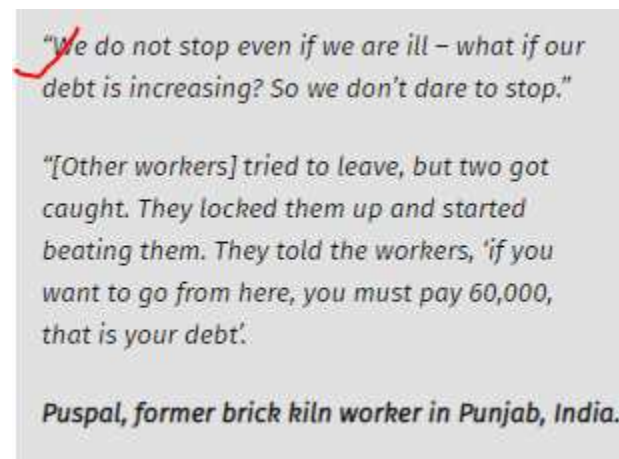 “We do not stop even if we are ill – what if our
debt is increasing? So we don’t dare to stop.”
“[Other workers] tried to leave, but two got
caught. They locked them up and started
beating them. They told the workers, ‘if you
want to go from here, you must pay 60,000,
that is your debt’.
Puspal, former brick kiln worker in Punjab, India.